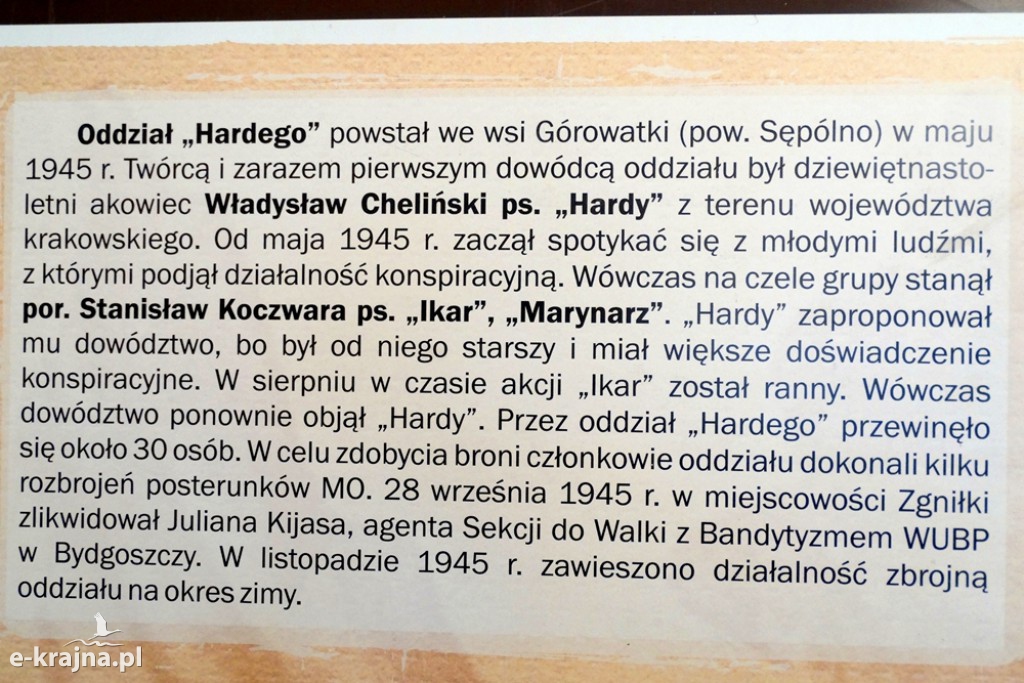 Oddział „Hardego” powstał we wsi Górowatki (pow. Sępólno) w maju
1945 r. Twórcą i zarazem pierwszym dowódcą oddziału był dziewiętnasto-
letni akowiec Władysław Cheliński ps. „Hardy” z terenu województwa
krakowskiego. Od maja 1945 r. zaczął spotykać się z młodymi ludźmi,
z którymi podjął działalność konspiracyjną. Wówczas na czele grupy stanął
por. Stanisław Koczwara ps. „Ikar”, „Marynarz”. „Hardy” zaproponował
mu dowództwo, bo był od niego starszy i miał większe doświadczenie
konspiracyjne. W sierpniu w czasie akcji „Ikar” został ranny. Wówczas
dowództwo ponownie objął „Hardy”. Przez oddział „Hardego” przewinęło
się około 30 osób. W celu zdobycia broni członkowie oddziału dokonali kilku
rozbrojeń posterunków MO. 28 września 1945 r. w miejscowości Zgniłki
zlikwidował Juliana Kijasa, agenta Sekcji do Walki z Bandytyzmem WUBP
w Bydgoszczy. W listopadzie 1945 r. zawieszono działalność zbrojną
oddziału na okres zimy.
e-krajna.pl